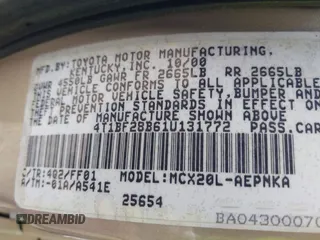 MFD.BY:TOYOTA MOTOR MANUFACTURING.
KENTUCKY,INC. 10/00
GVWR 4550LB GAWR FR 2665LB RR 2665LB
THIS VEHICLE CONFORMS TO ALL APPLICABLE
FEDERAL MOTOR VEHICLE SAFETY, BUMPER AND
THEFT PREVENTION STANDARDS IN EFFECT ON
THE DATE OF MANUFACTURE SHOWN ABOVE.
4T1BF28B61U131772 PASS.CAR
C/TR:4Q2/FF01 MODEL:MCX20L-AEPNKA
A/TM:-01A/A541E
25654
BA04300070
DREAMBID